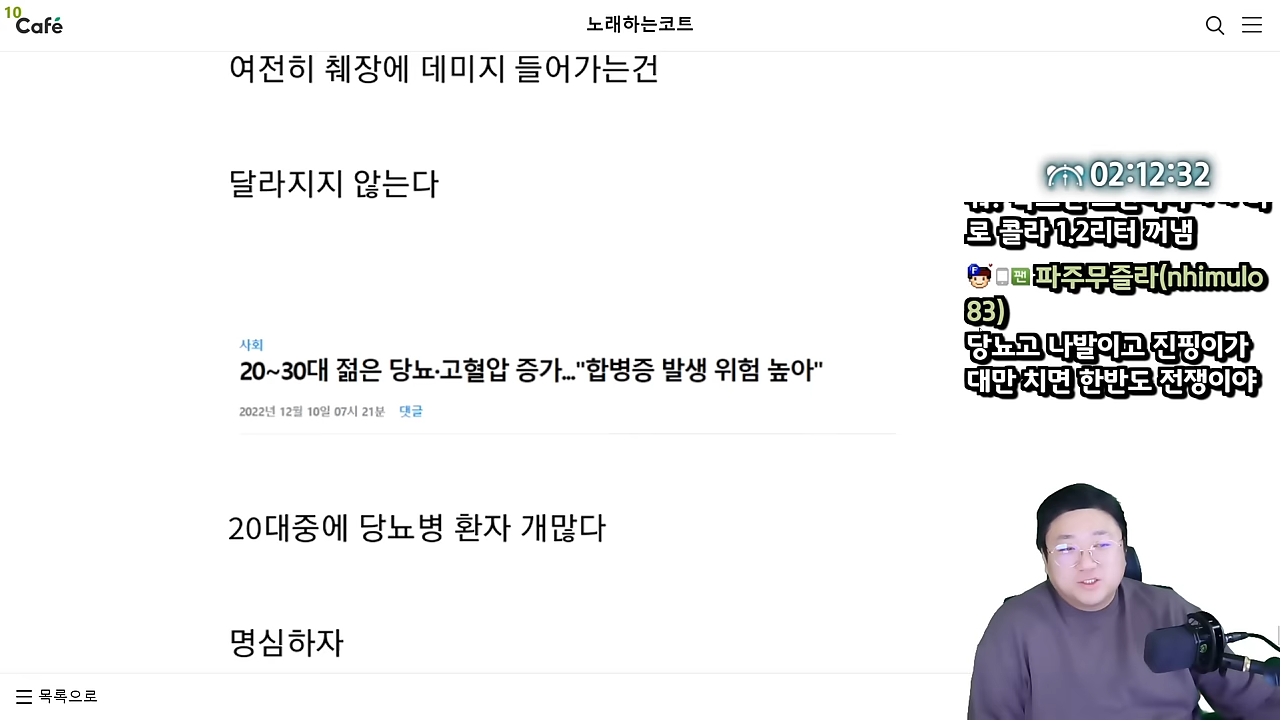 10
Café
노래하는코트
여전히 췌장에 데미지 들어가는건
달라지지 않는다
02:12:32
로 콜라 1.2리터 꺼냄
팬 파주무즐라(nhimulo
83)
당뇨고 나발이고 진핑이가
대만 치면 한반도 전쟁이야
사회
20~30대 젊은 당뇨·고혈압 증가..."합병증 발생 위험 높아"
2022년 12월 10일 07시 21분 댓글
20대중에 당뇨병 환자 개많다
명심하자
목록으로